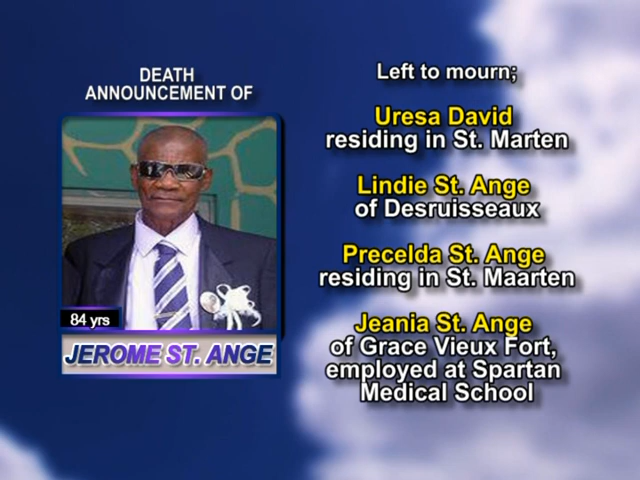 DEATH
ANNOUNCEMENT OF
84 yrs
JEROME ST. ANGE
Left to mourn;
Uresa David
residing in St. Marten
Lindie St. Ange
of Desruisseaux
Precelda St. Ange
residing in St. Maarten
Jeania St. Ange
of Grace Vieux Fort,
employed at Spartan
Medical School